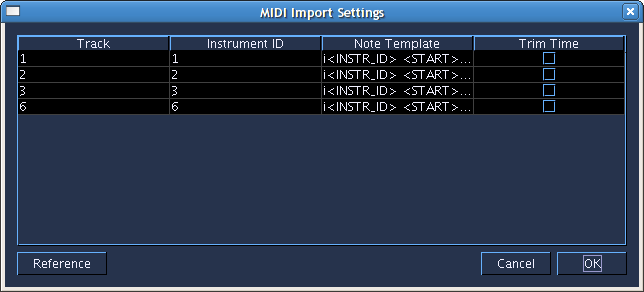 MIDI Import Settings
Track Instrument ID Note Template Trim Time
1 1 i<INSTR_ID> <START>...
2 2 i<INSTR_ID> <START>...
3 3 i<INSTR_ID> <START>...
6 6 i<INSTR_ID> <START>...
Reference Cancel OK